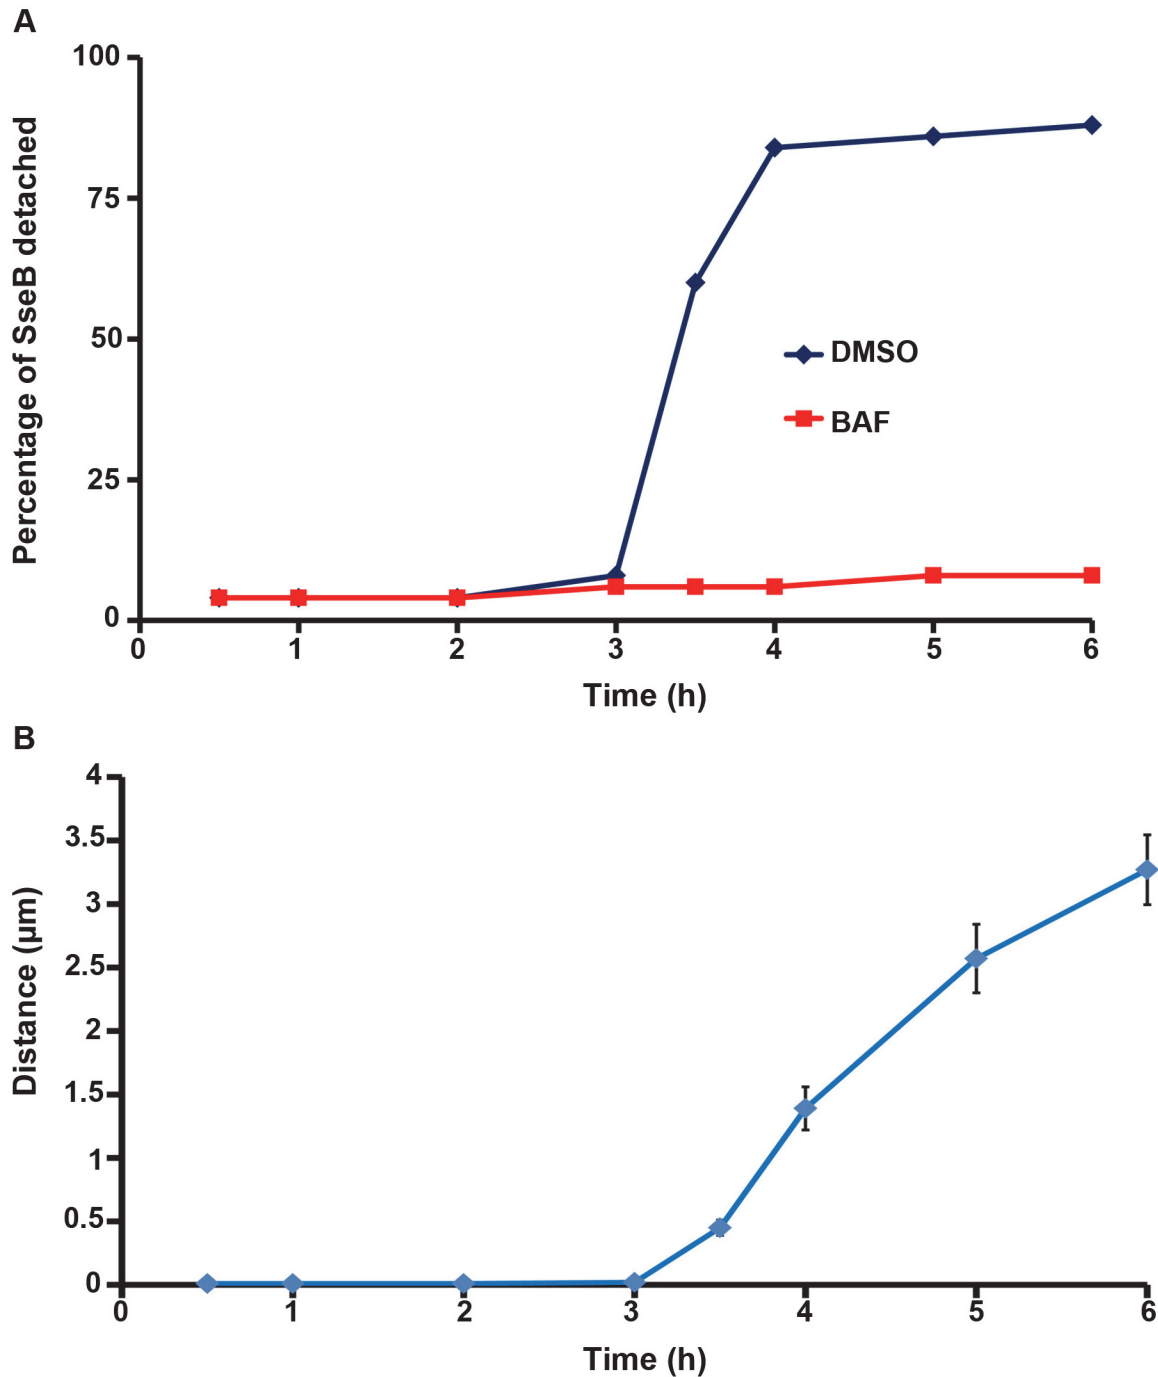 A
100
75
50
25
0
Percentage of SseB detached
DMSO
BAF
0 1 2 3 4 5 6
Time (h)
B
4
3.5
3
2.5
2
1.5
1
0.5
0
Distance (μm)
0 1 2 3 4 5 6
Time (h)